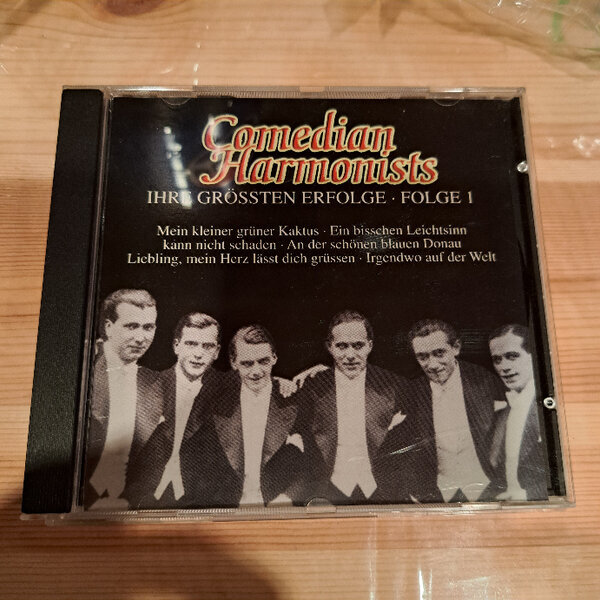 Comedian
Harmonists
IHRE GRÖSSTEN ERFOLGE · FOLGE 1
Mein kleiner grüner Kaktus · Ein bisschen Leichtsinn
kann nicht schaden · An der schönen blauen Donau
Liebling, mein Herz lässt dich grüssen · Irgendwo auf der Welt